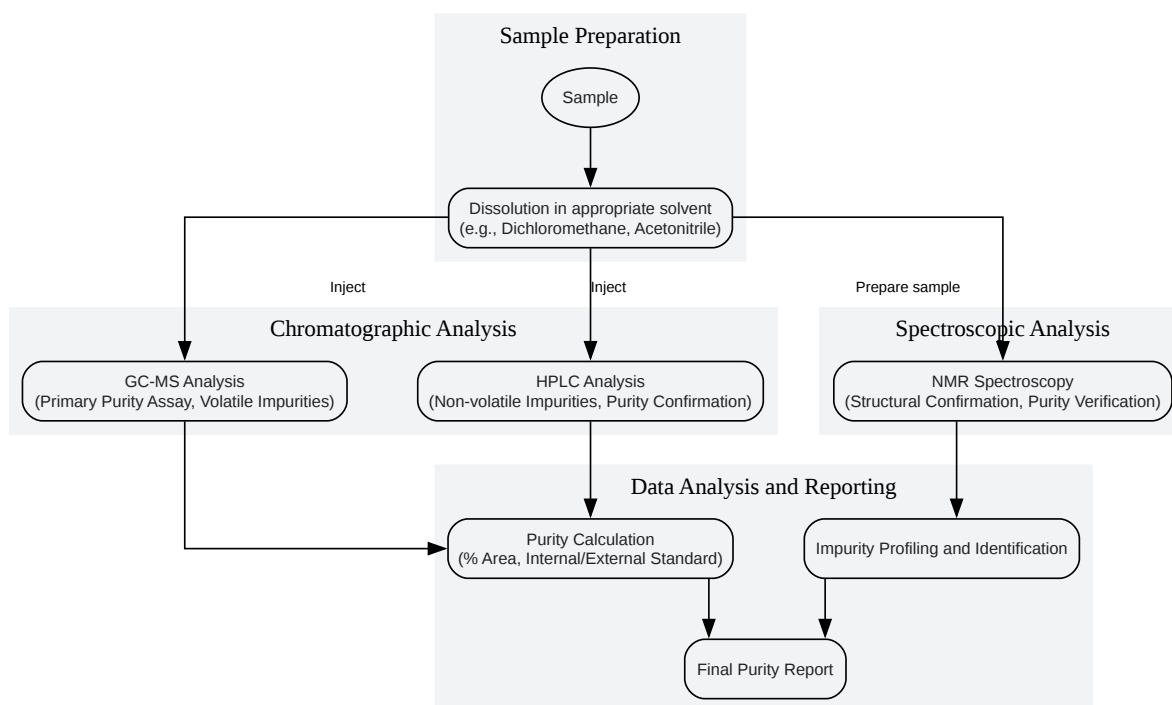 Sample Preparation
Sample
Dissolution in appropriate solvent
(e.g., Dichloromethane, Acetonitrile)
Inject
Inject
Prepare sample
Chromatographic Analysis
Spectroscopic Analysis
GC-MS Analysis
(Primary Purity Assay, Volatile Impurities)
HPLC Analysis
(Non-volatile Impurities, Purity Confirmation)
NMR Spectroscopy
(Structural Confirmation, Purity Verification)
Data Analysis and Reporting
Purity Calculation
(% Area, Internal/External Standard)
Impurity Profiling and Identification
Final Purity Report